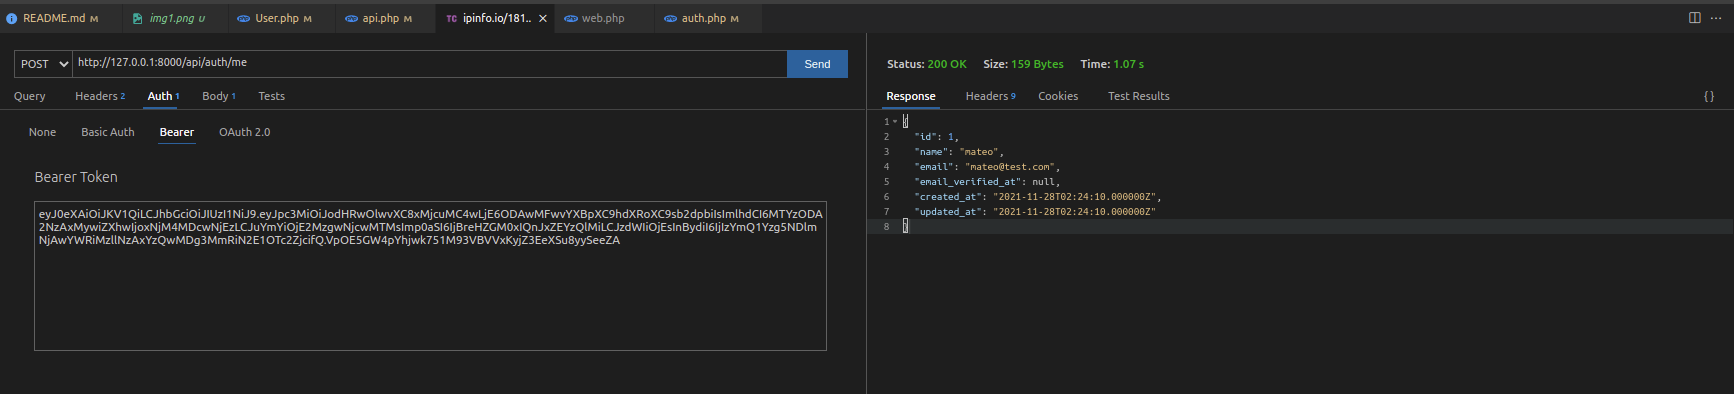 README.md M img1.png U User.php M api.php M TC ipinfo.io/181.. web.php auth.php M
POST http://127.0.0.1:8000/api/auth/me Send
Query Headers 2 Auth 1 Body 1 Tests
None Basic Auth Bearer OAuth 2.0
Bearer Token
eyJ0eXAiOiJKV1QiLCJhbGciOiJIUzI1NiJ9.eyJpc3MiOiJodHRwOlwvXC8xMjcuMC4wLjE6ODAwMFwvYXBpXC9hdXRoXC9sb2dpbiIsImlhdCI6MTYzODA
2NzAxMywiZXhwIjoxNjM4MDcwNjEzLCJuYmYiOjE2MzgwNjcwMTMsImp0aSI6IjBreHZGM0xIQnJxZEYzQlMiLCJzdWIiOjEsInBydiI6IjIzYmQ1Yzg5NDlm
NjAwYWRiMzllNzAxYzQwMDg3MmRiN2E1OTc2ZjcifQ.VpOE5GW4pYhjwk751M93VBVVxKyjZ3EeXSu8yySeeZA
Status: 200 OK Size: 159 Bytes Time: 1.07 s
Response Headers 9 Cookies Test Results { }
1 {
2 "id": 1,
3 "name": "mateo",
4 "email": "mateo@test.com",
5 "email_verified_at": null,
6 "created_at": "2021-11-28T02:24:10.000000Z",
7 "updated_at": "2021-11-28T02:24:10.000000Z"
8 }